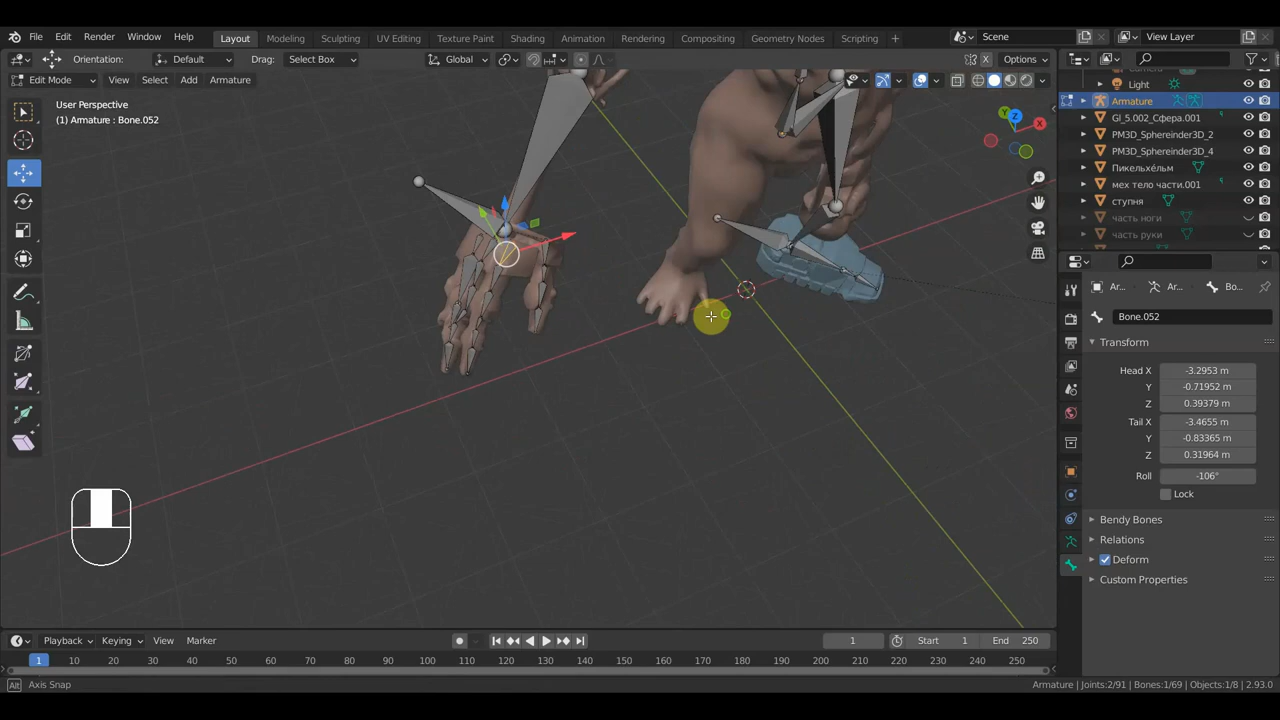 File Edit Render Window Help Layout Modeling Sculpting UV Editing Texture Paint Shading Animation Rendering Compositing Geometry Nodes Scripting + Scene View Layer
Orientation: Default Drag: Select Box Global X Options
Edit Mode View Select Add Armature
User Perspective
(1) Armature : Bone.052
Z
Y
X
Light
Armature
Gl_5.002_Сфера.001
PM3D_Sphereinder3D_2
PM3D_Sphereinder3D_4
Пикельхе́льм
мех тело части.001
ступня
часть ноги
часть руки
Ar... Ar... Bo...
Bone.052
Transform
Head X -3.2953 m
Y -0.71952 m
Z 0.39379 m
Tail X -3.4655 m
Y -0.83365 m
Z 0.31964 m
Roll -106°
Lock
Bendy Bones
Relations
Deform
Custom Properties
Playback Keying View Marker 1 Start 1 End 250
1 10 20 30 40 50 60 70 80 90 100 110 120 130 140 150 160 170 180 190 200 210 220 230 240 250
Alt Axis Snap Armature | Joints:2/91 | Bones:1/69 | Objects:1/8 | 2.93.0